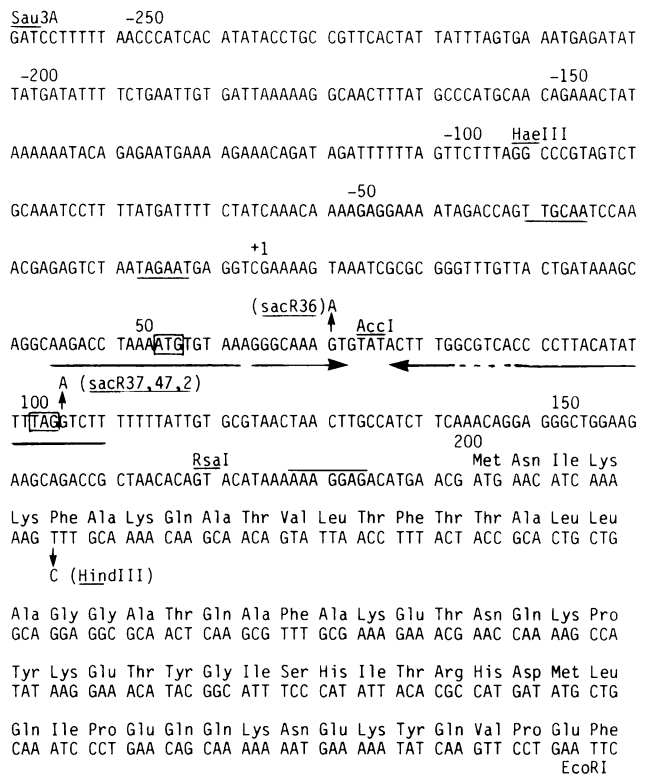 Sau3A -250
GATCCTTTTT AACCCATCAC ATATACCTGC CGTTCACTAT TATTTAGTGA AATGAGATAT
-200 -150
TATGATATTT TCTGAATTGT GATTAAAAAG GCAACTTTAT GCCCATGCAA CAGAAACTAT
-100 HaeIII
AAAAAATACA GAGAATGAAA AGAAACAGAT AGATTTTTTA GTTCTTTAGG CCCGTAGTCT
-50
GCAAATCCTT TTATGATTTT CTATCAAACA AAAGAGGAAA ATAGACCAGT TGCAATCCAA
+1
ACGAGAGTCT AATAGAATGA GGTCGAAAAG TAAATCGCGC GGGTTTGTTA CTGATAAAGC
(sacR36)A
50 AccI
AGGCAAGACC TAAAATGTGT AAAGGGCAAA GTGTATACTT TGGCGTCACC CCTTACATAT
A (sacR37,47,2)
100 150
TTTAGGTCTT TTTTTATTGT GCGTAACTAA CTTGCCATCT TCAAACAGGA GGGCTGGAAG
RsaI 200
AAGCAGACCG CTAACACAGT ACATAAAAAA GGAGACATGA ACG ATG AAC ATC AAA
Met Asn Ile Lys
Lys Phe Ala Lys Gln Ala Thr Val Leu Thr Phe Thr Thr Ala Leu Leu
AAG TTT GCA AAA CAA GCA ACA GTA TTA ACC TTT ACT ACC GCA CTG CTG
C (HindIII)
Ala Gly Gly Ala Thr Gln Ala Phe Ala Lys Glu Thr Asn Gln Lys Pro
GCA GGA GGC GCA ACT CAA GCG TTT GCG AAA GAA ACG AAC CAA AAG CCA
Tyr Lys Glu Thr Tyr Gly Ile Ser His Ile Thr Arg His Asp Met Leu
TAT AAG GAA ACA TAC GGC ATT TCC CAT ATT ACA CGC CAT GAT ATG CTG
Gln Ile Pro Glu Gln Gln Lys Asn Glu Lys Tyr Gln Val Pro Glu Phe
CAA ATC CCT GAA CAG CAA AAA AAT GAA AAA TAT CAA GTT CCT GAA TTC
EcoRI